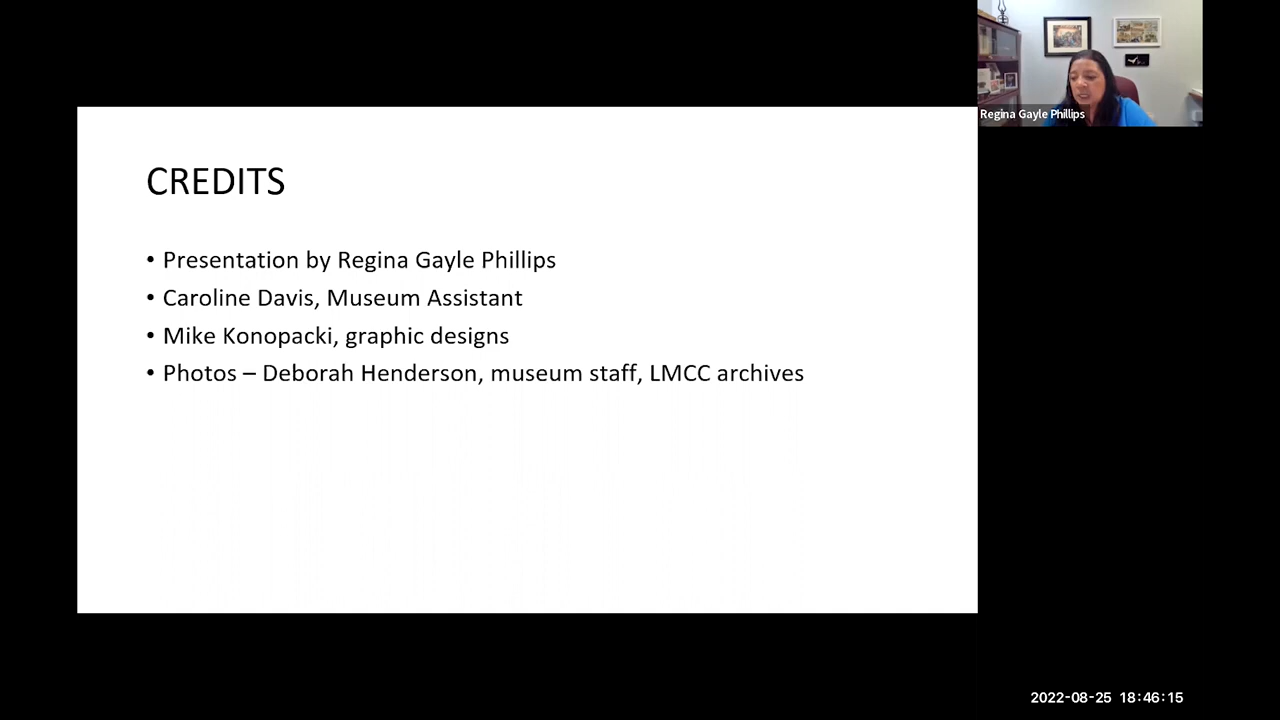 Regina Gayle Phillips
CREDITS
• Presentation by Regina Gayle Phillips
• Caroline Davis, Museum Assistant
• Mike Konopacki, graphic designs
• Photos – Deborah Henderson, museum staff, LMCC archives
2022-08-25 18:46:15